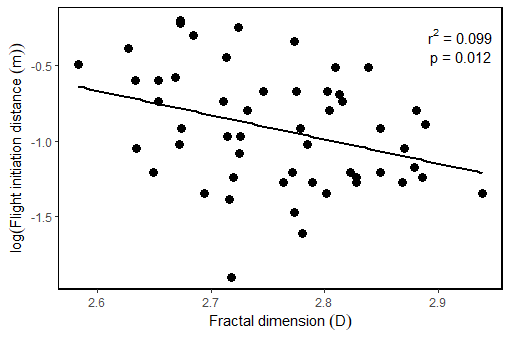 r² = 0.099
p = 0.012
log(Flight initiation distance (m))
-0.5
-1.0
-1.5
2.6 2.7 2.8 2.9
Fractal dimension (D)